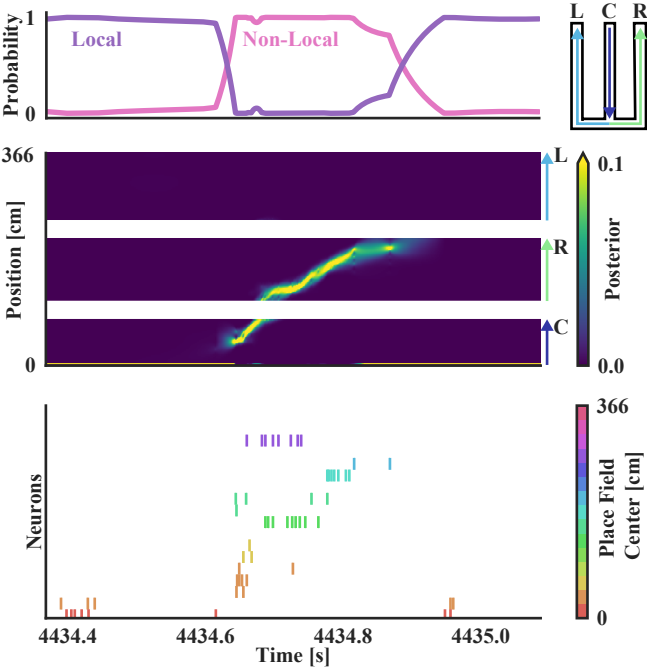 Probability
1
0
Local
Non-Local
L C R
Position [cm]
366
0
L
R
C
0.1
0.0
Posterior
Neurons
366
0
Place Field
Center [cm]
4434.4 4434.6 4434.8 4435.0
Time [s]